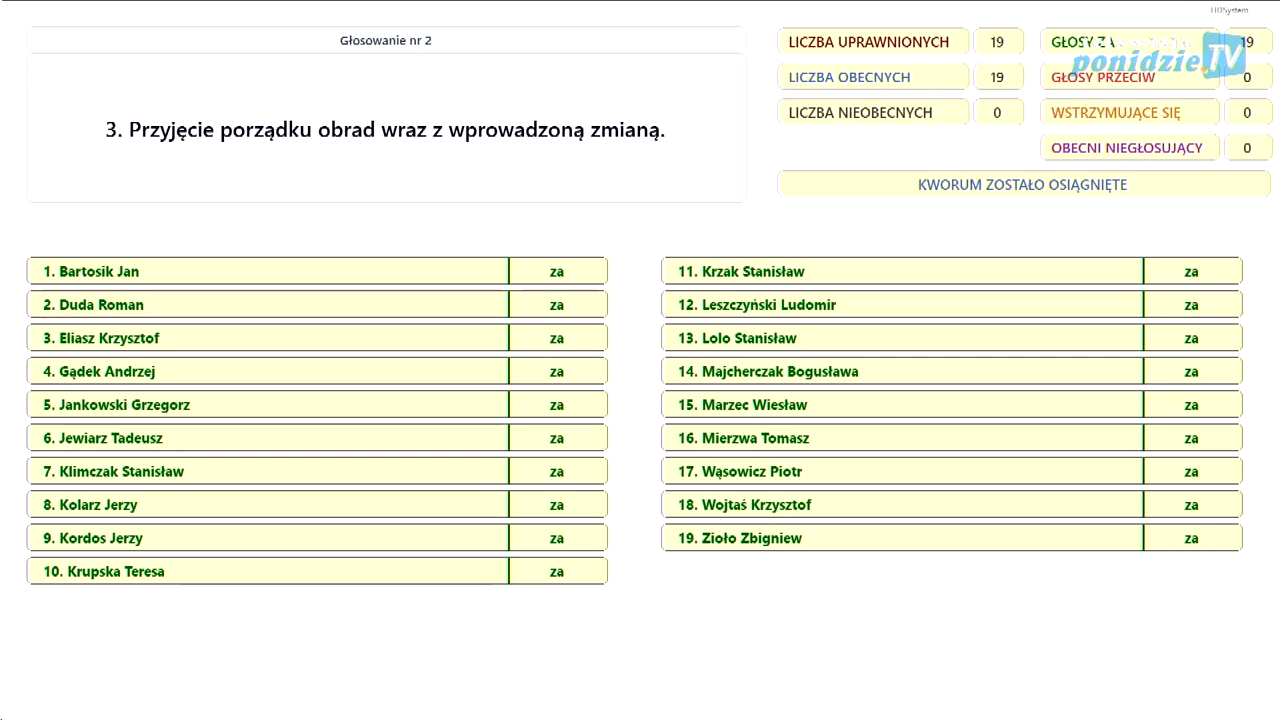 HDSystem
Głosowanie nr 2
3. Przyjęcie porządku obrad wraz z wprowadzoną zmianą.
LICZBA UPRAWNIONYCH 19
LICZBA OBECNYCH 19
LICZBA NIEOBECNYCH 0
GŁOSY ZA 19
GŁOSY PRZECIW 0
WSTRZYMUJĄCE SIĘ 0
OBECNI NIEGŁOSUJĄCY 0
ponidzie.TV
KWORUM ZOSTAŁO OSIĄGNIĘTE
1. Bartosik Jan za
2. Duda Roman za
3. Eliasz Krzysztof za
4. Gądek Andrzej za
5. Jankowski Grzegorz za
6. Jewiarz Tadeusz za
7. Klimczak Stanisław za
8. Kolarz Jerzy za
9. Kordos Jerzy za
10. Krupska Teresa za
11. Krzak Stanisław za
12. Leszczyński Ludomir za
13. Lolo Stanisław za
14. Majcherczak Bogusława za
15. Marzec Wiesław za
16. Mierzwa Tomasz za
17. Wąsowicz Piotr za
18. Wojtaś Krzysztof za
19. Zioło Zbigniew za